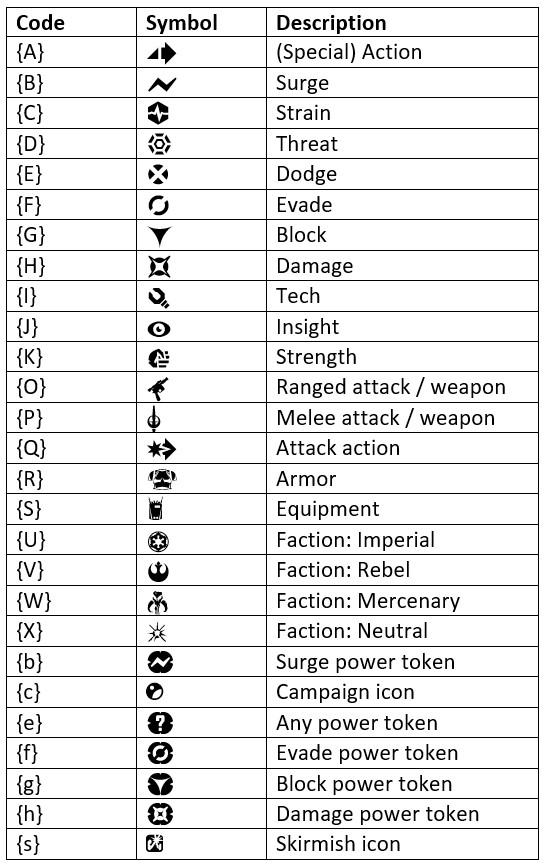 Code Symbol Description
{A} (Special) Action
{B} Surge
{C} Strain
{D} Threat
{E} Dodge
{F} Evade
{G} Block
{H} Damage
{I} Tech
{J} Insight
{K} Strength
{O} Ranged attack / weapon
{P} Melee attack / weapon
{Q} Attack action
{R} Armor
{S} Equipment
{U} Faction: Imperial
{V} Faction: Rebel
{W} Faction: Mercenary
{X} Faction: Neutral
{b} Surge power token
{c} Campaign icon
{e} ? Any power token
{f} Evade power token
{g} Block power token
{h} Damage power token
{s} Skirmish icon